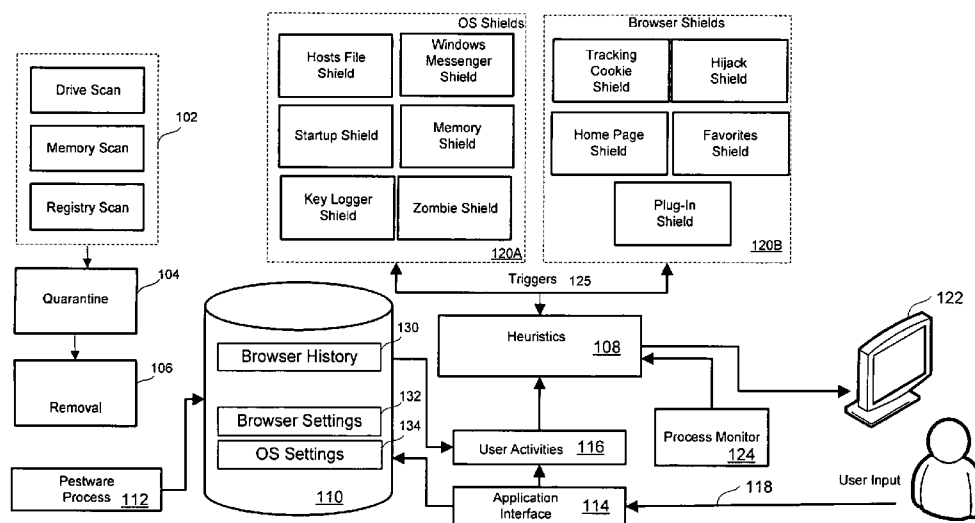 OS Shields
Browser Shields
Hosts File
Shield
Windows
Messenger
Shield
Tracking
Cookie
Shield
Hijack
Shield
Drive Scan
Startup Shield
Memory
Shield
Home Page
Shield
Favorites
Shield
102
Memory Scan
Registry Scan
Key Logger
Shield
Zombie Shield
Plug-In
Shield
120A
120B
Quarantine
104
Triggers 125
122
Heuristics
108
130
Browser History
Removal
106
132
Browser Settings
134
OS Settings
User Activities
116
Process Monitor
124
Pestware
Process
112
110
Application
Interface
114
118
User Input